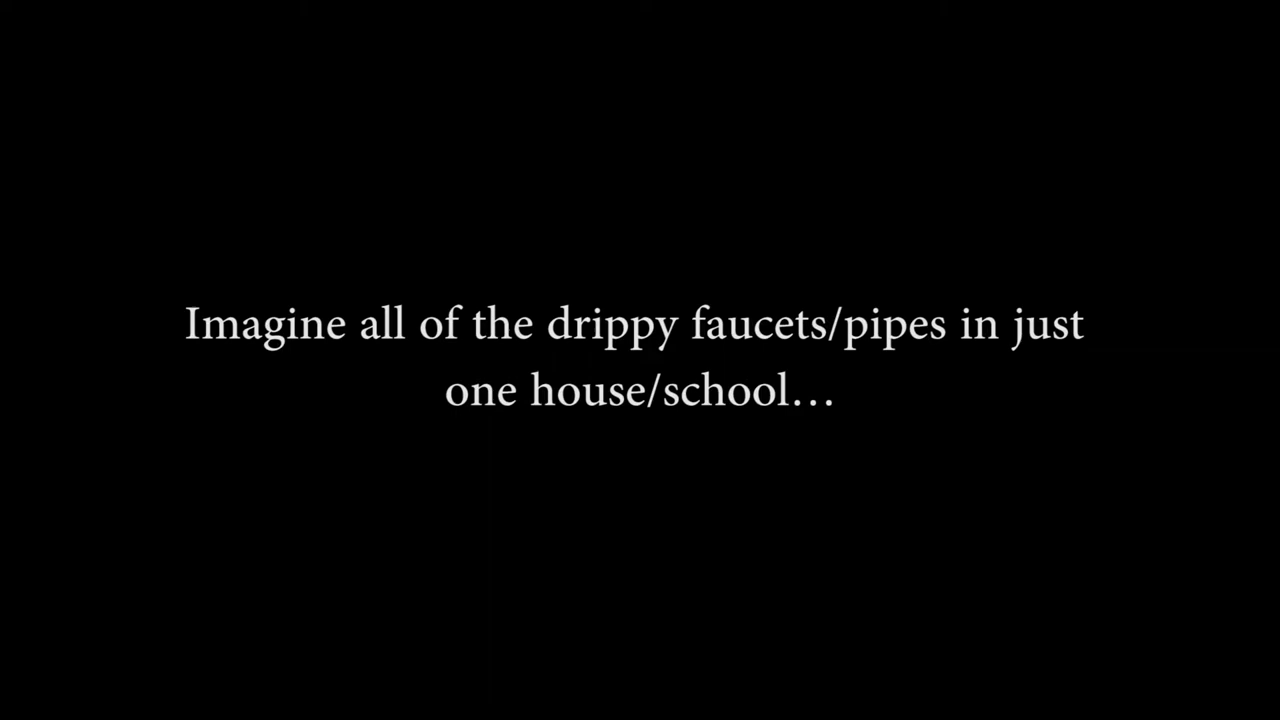 Imagine all of the drippy faucets/pipes in just
one house/school…